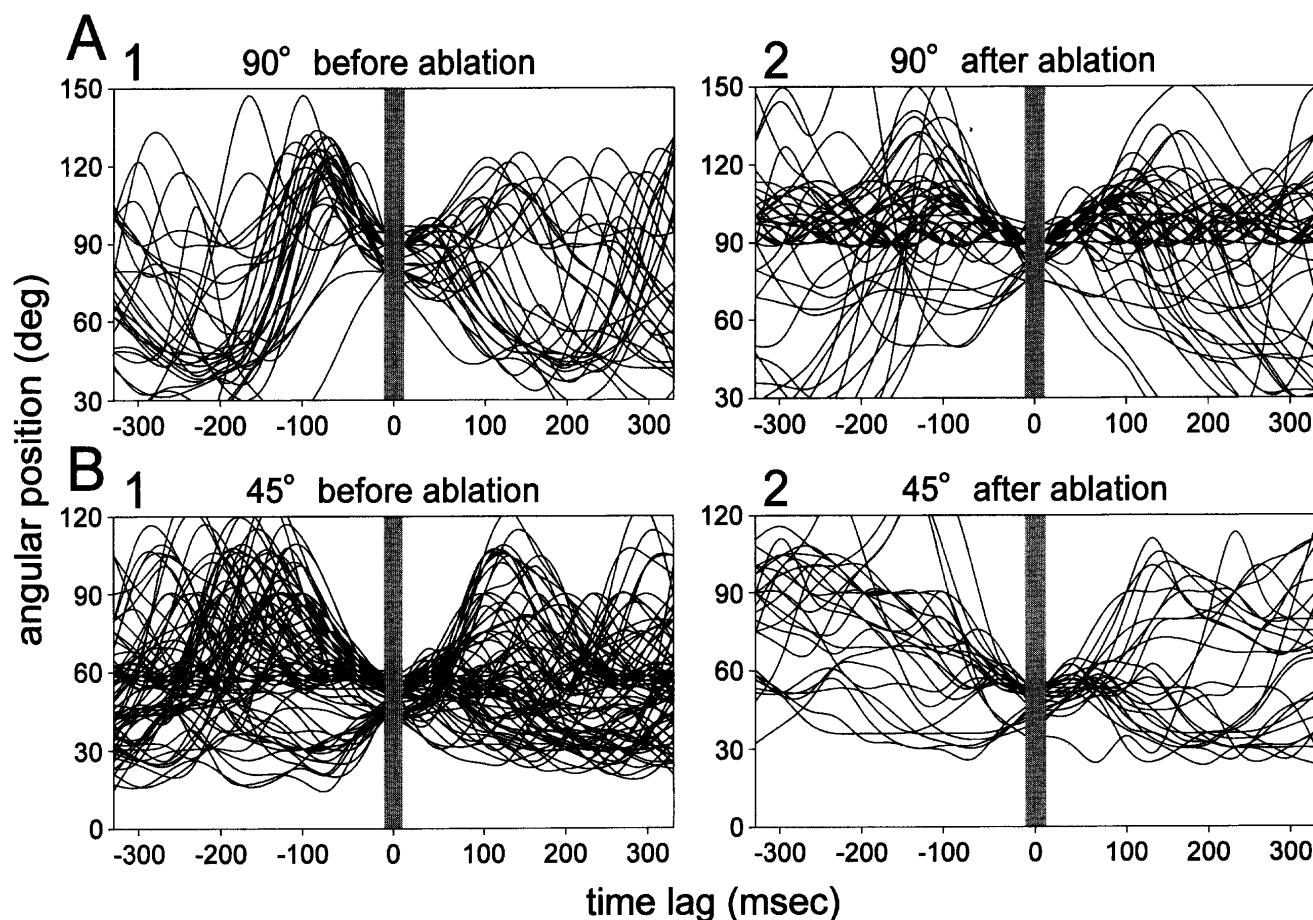 A
1 90° before ablation
2 90° after ablation
150
120
90
60
30
-300 -200 -100 0 100 200 300
150
120
90
60
30
-300 -200 -100 0 100 200 300
B
1 45° before ablation
2 45° after ablation
120
90
60
30
0
-300 -200 -100 0 100 200 300
120
90
60
30
0
-300 -200 -100 0 100 200 300
angular position (deg)
time lag (msec)